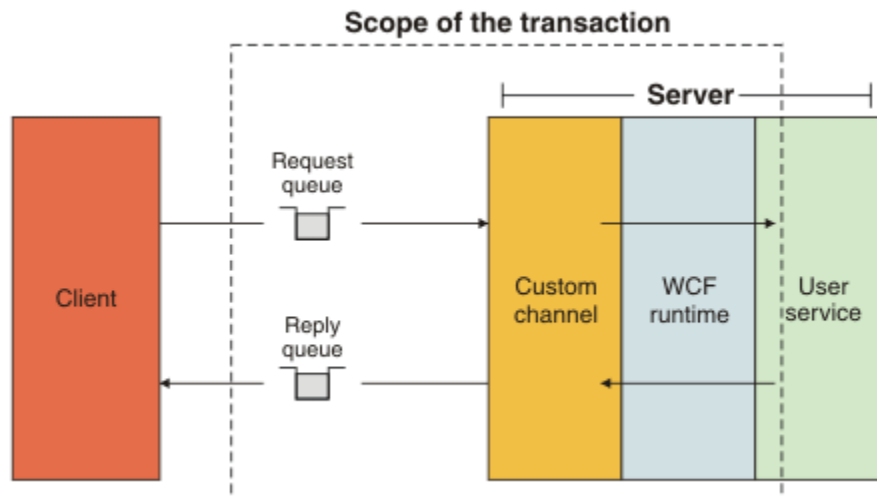 Scope of the transaction
Server
Request
queue
Client
Custom
channel
WCF
runtime
User
service
Reply
queue